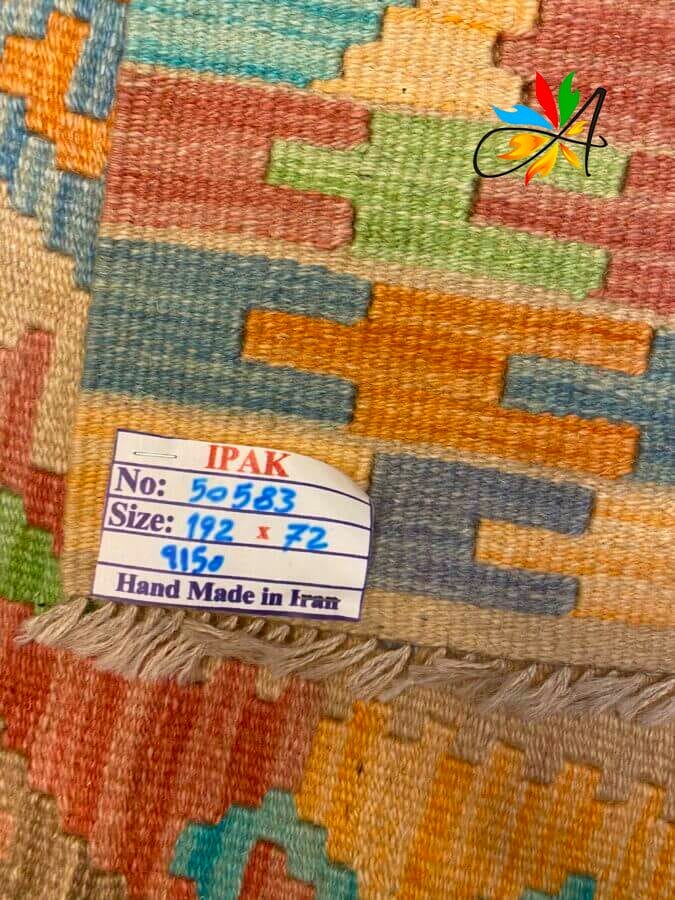 A
IPAK
No: 50583
Size: 192 x 72
9150
Hand Made in Iran